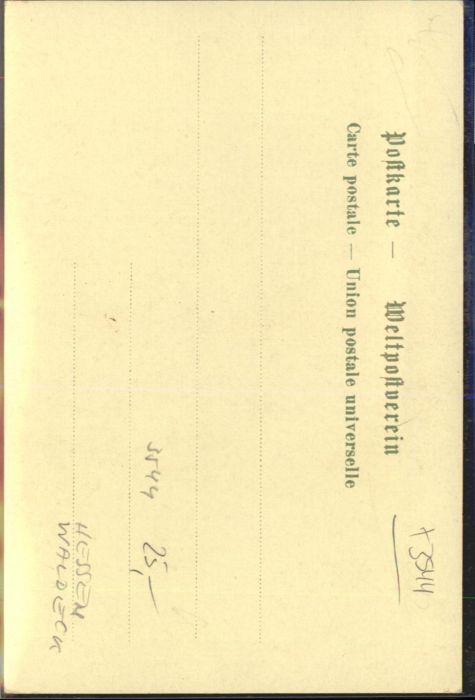 Postkarte — Weltpostverein
Carte postale — Union postale universelle
+3544
3544 25,—
HESSEN
WALDECK